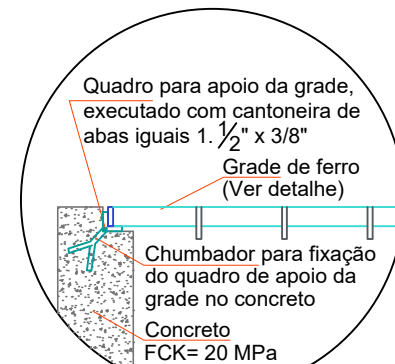 Quadro para apoio da grade,
executado com cantoneira de
abas iguais 1.½" x 3/8"
Grade de ferro
(Ver detalhe)
Chumbador para fixação
do quadro de apoio da
grade no concreto
Concreto
FCK= 20 MPa